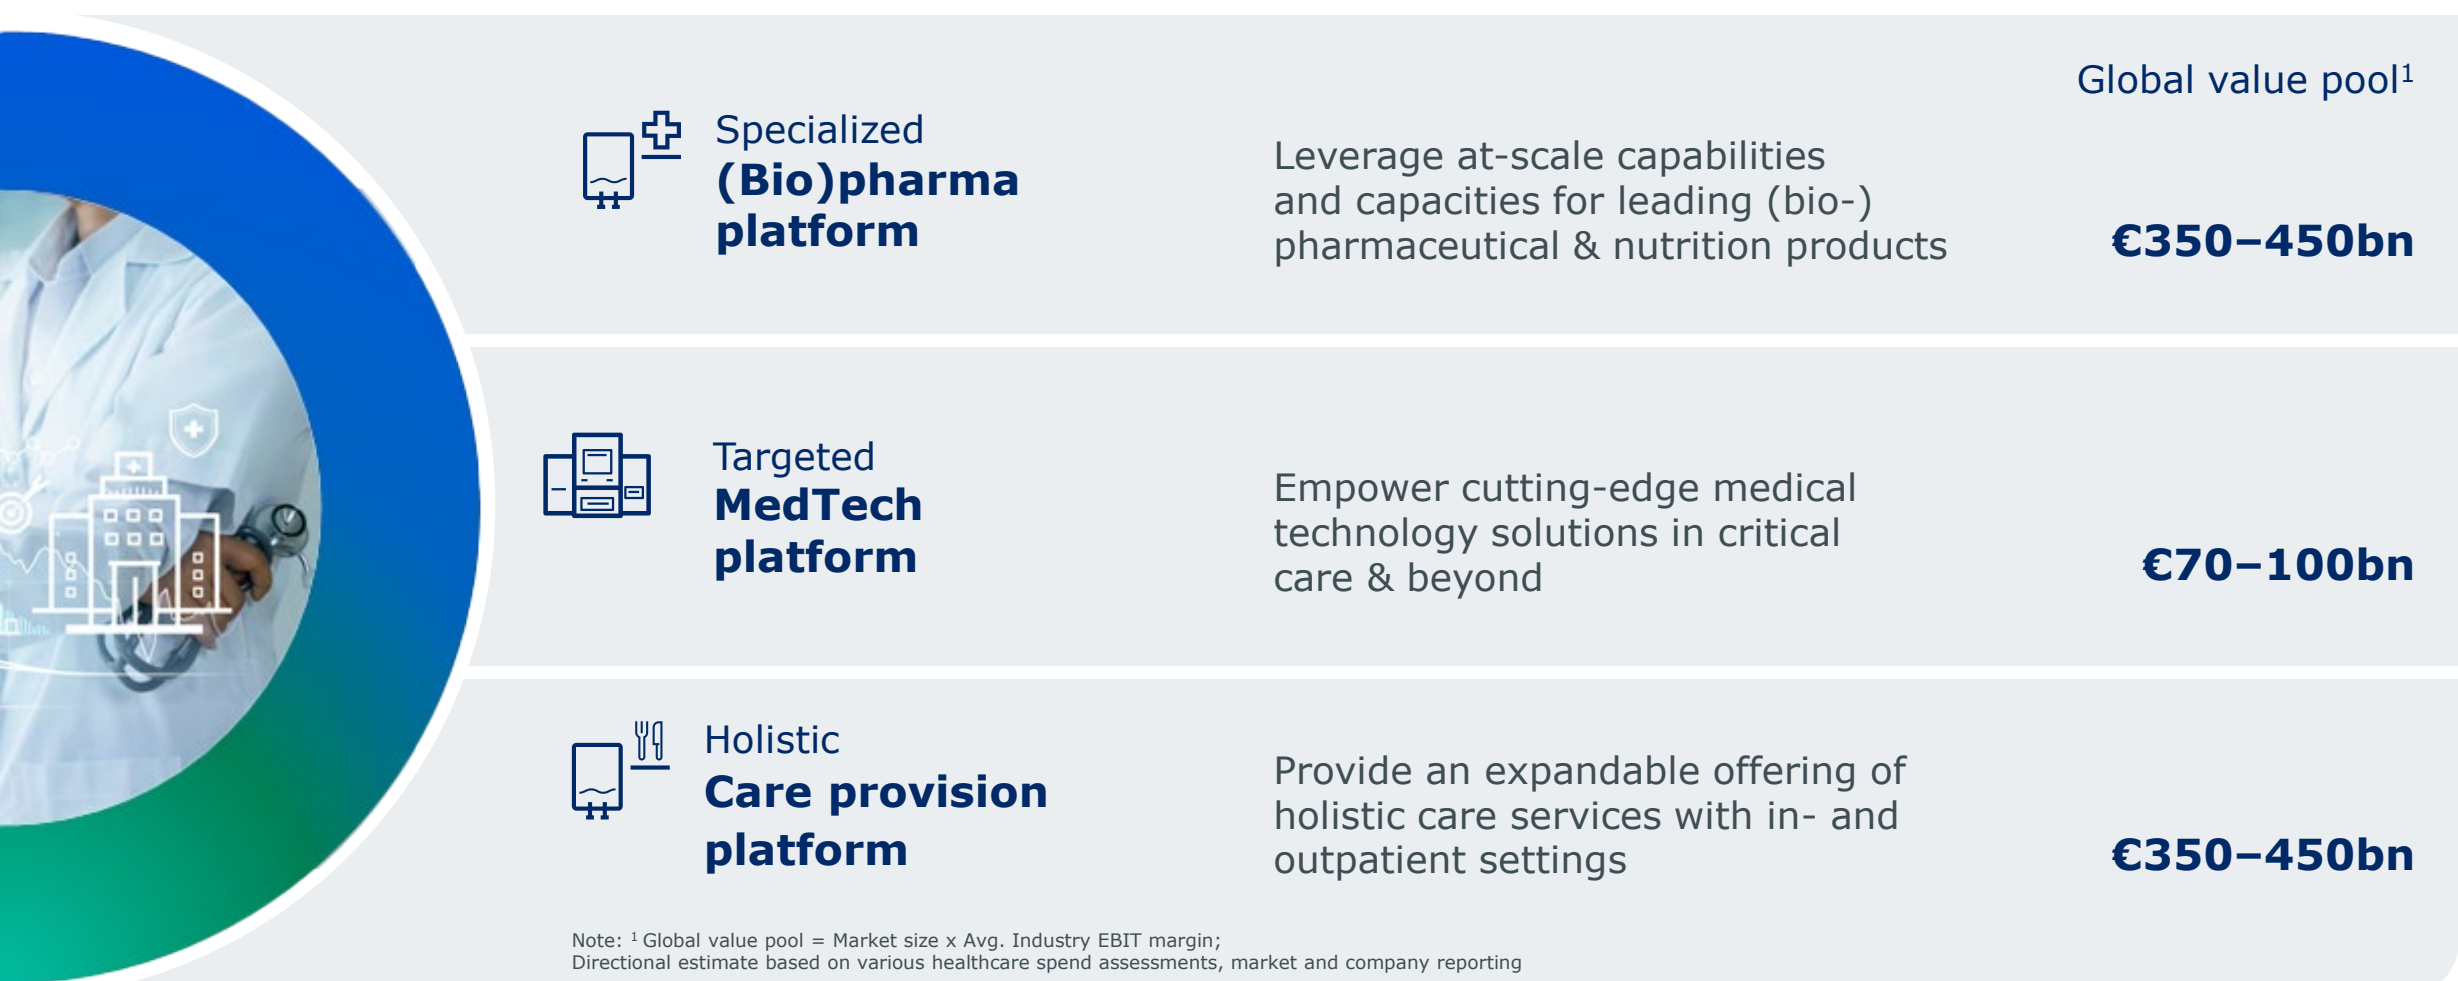 Global value pool¹
Specialized
(Bio)pharma
platform
Leverage at-scale capabilities
and capacities for leading (bio-)
pharmaceutical & nutrition products
€350–450bn
Targeted
MedTech
platform
Empower cutting-edge medical
technology solutions in critical
care & beyond
€70–100bn
Holistic
Care provision
platform
Provide an expandable offering of
holistic care services with in- and
outpatient settings
€350–450bn
Note: ¹ Global value pool = Market size x Avg. Industry EBIT margin;
Directional estimate based on various healthcare spend assessments, market and company reporting